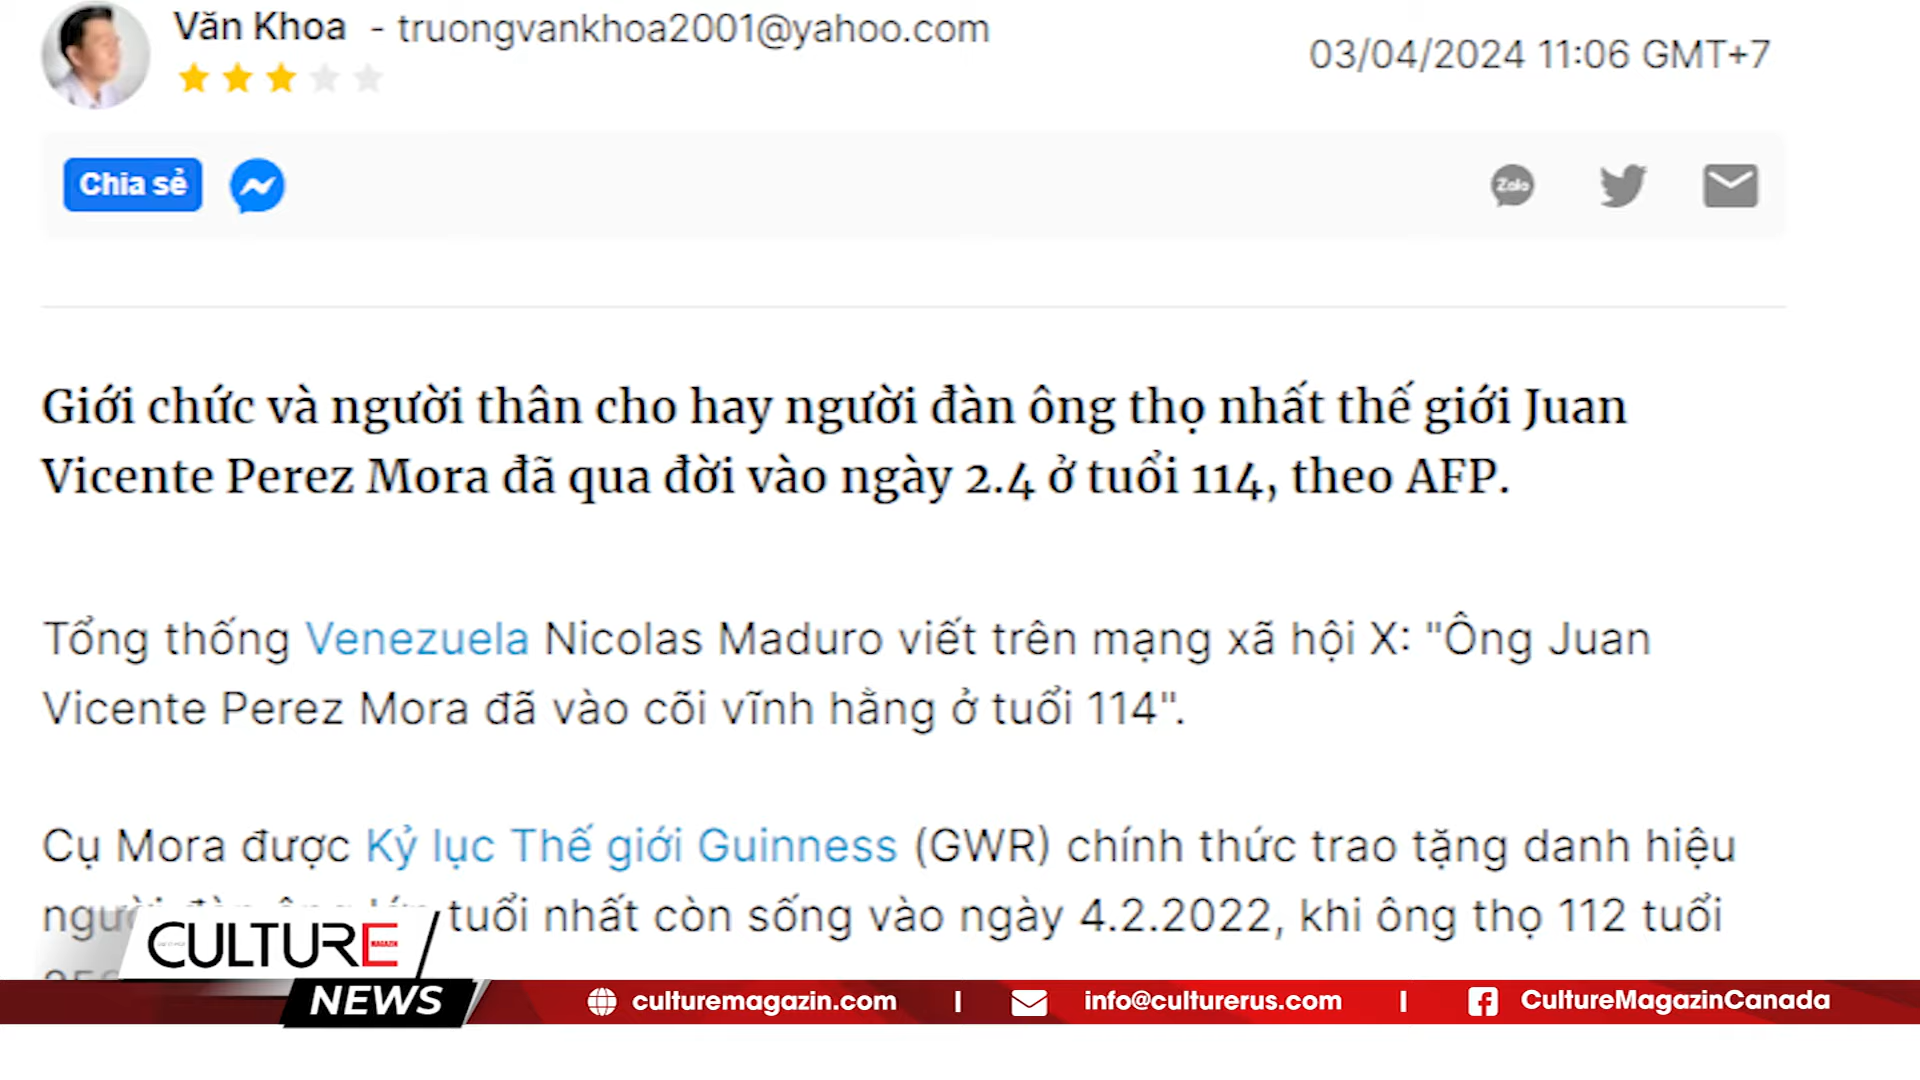 Văn Khoa - truongvankhoa2001@yahoo.com
03/04/2024 11:06 GMT+7
Chia sẻ
Zalo
Giới chức và người thân cho hay người đàn ông thọ nhất thế giới Juan
Vicente Perez Mora đã qua đời vào ngày 2.4 ở tuổi 114, theo AFP.
Tổng thống Venezuela Nicolas Maduro viết trên mạng xã hội X: "Ông Juan
Vicente Perez Mora đã vào cõi vĩnh hằng ở tuổi 114".
Cụ Mora được Kỷ lục Thế giới Guinness (GWR) chính thức trao tặng danh hiệu
tuổi nhất còn sống vào ngày 4.2.2022, khi ông thọ 112 tuổi
CULTURE
MAGAZIN
NEWS
culturemagazin.com | info@culturerus.com | CultureMagazinCanada